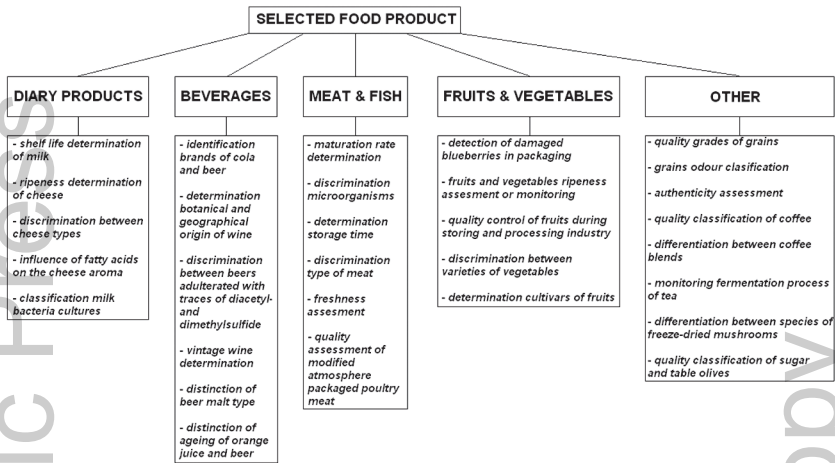 SELECTED FOOD PRODUCT
DIARY PRODUCTS
- shelf life determination
of milk
- ripeness determination
of cheese
- discrimination between
cheese types
- influence of fatty acids
on the cheese aroma
- classification milk
bacteria cultures
BEVERAGES
- identification
brands of cola
and beer
- determination
botanical and
geographical
origin of wine
- discrimination
between beers
adulterated with
traces of diacetyl-
and
dimethylsulfide
- vintage wine
determination
- distinction of
beer malt type
- distinction of
ageing of orange
juice and beer
MEAT & FISH
- maturation rate
determination
- discrimination
microorganisms
- determination
storage time
- discrimination
type of meat
- freshness
assesment
- quality
assessment of
modified
atmosphere
packaged poultry
meat
FRUITS & VEGETABLES
- detection of damaged
blueberries in packaging
- fruits and vegetables ripeness
assesment or monitoring
- quality control of fruits during
storing and processing industry
- discrimination between
varieties of vegetables
- determination cultivars of fruits
OTHER
- quality grades of grains
- grains odour clasification
- authenticity assessment
- quality classification of coffee
- differentiation between coffee
blends
- monitoring fermentation process
of tea
- differentiation between species of
freeze-dried mushrooms
- quality classification of sugar
and table olives
ic Press
opy